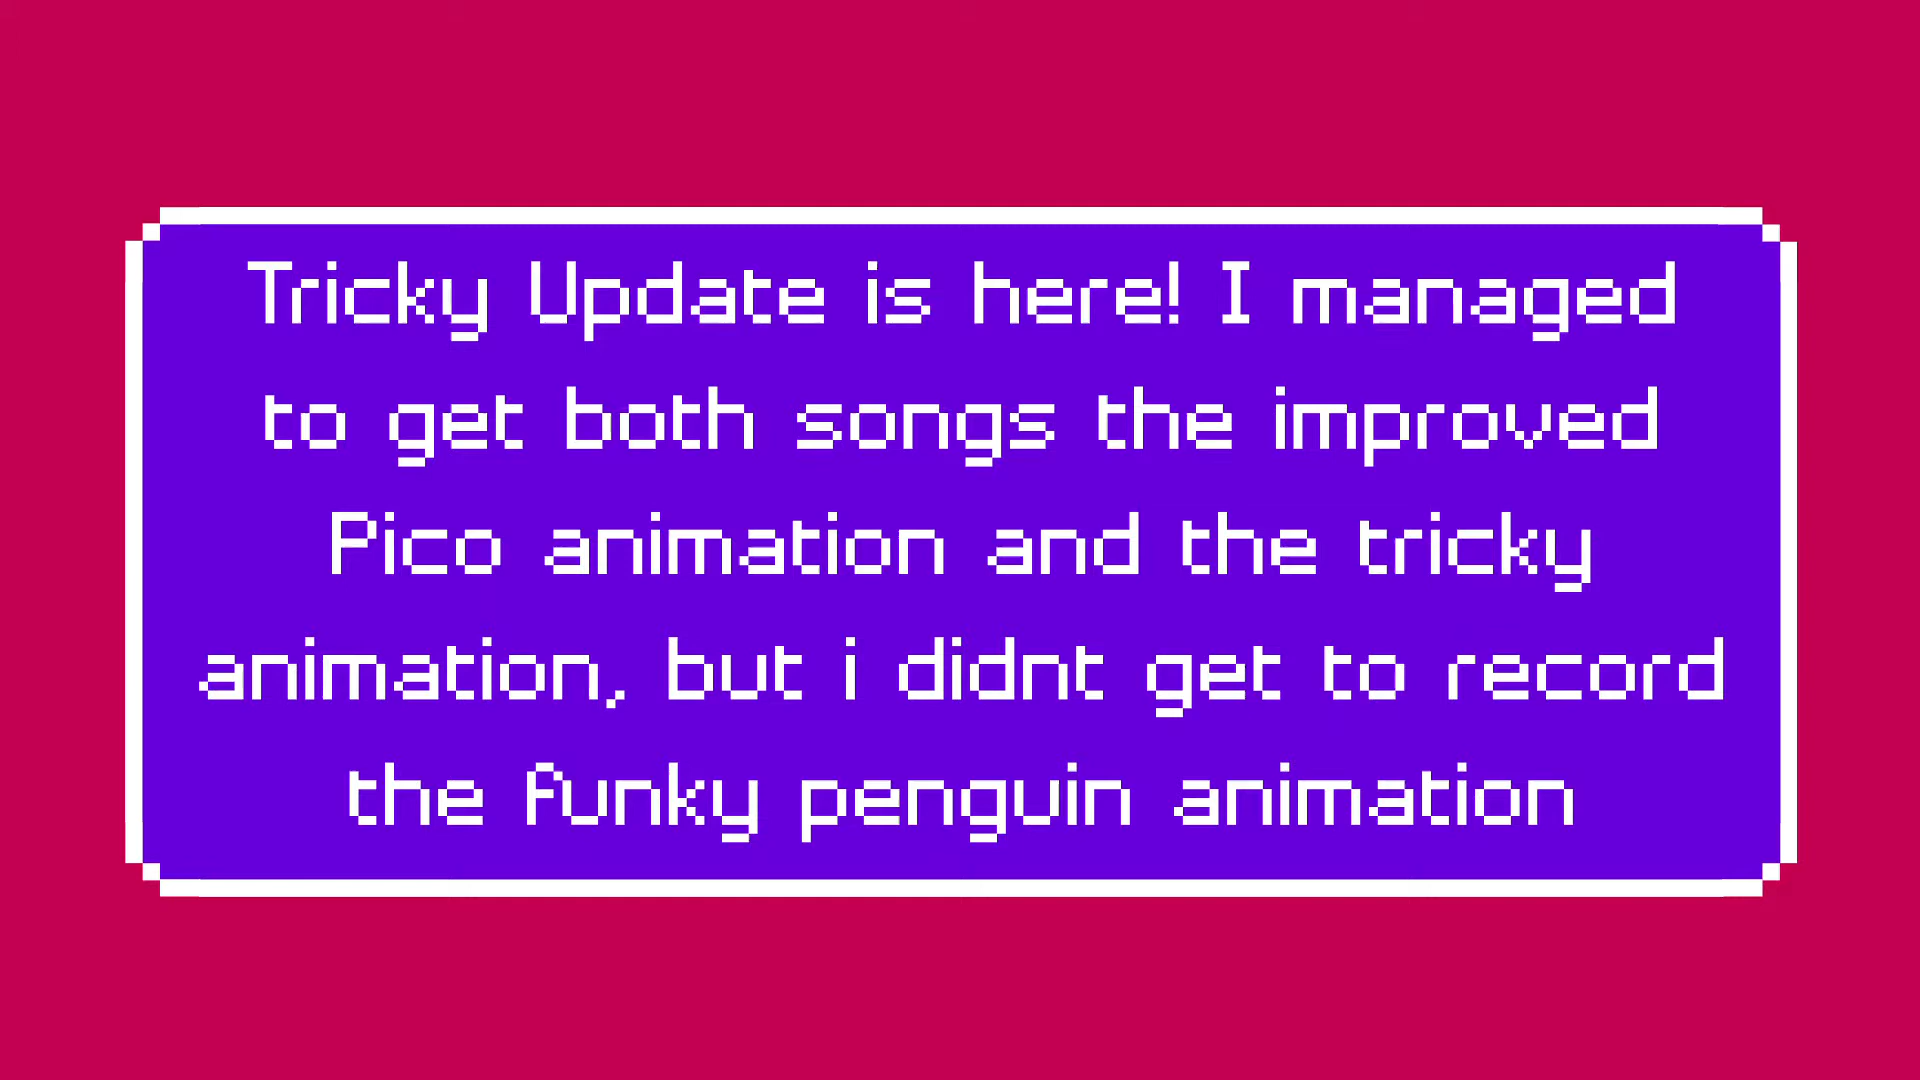 Tricky Update is here! I managed
to get both songs the improved
Pico animation and the tricky
animation, but i didnt get to record
the funky penguin animation